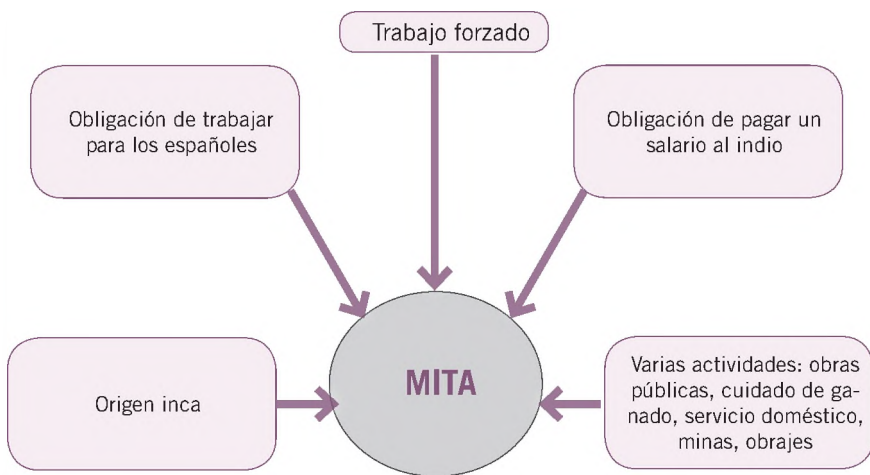 Trabajo forzado
Obligación de trabajar
para los españoles
Obligación de pagar un
salario al indio
MITA
Origen inca
Varias actividades: obras
públicas, cuidado de ga-
nado, servicio doméstico,
minas, obrajes